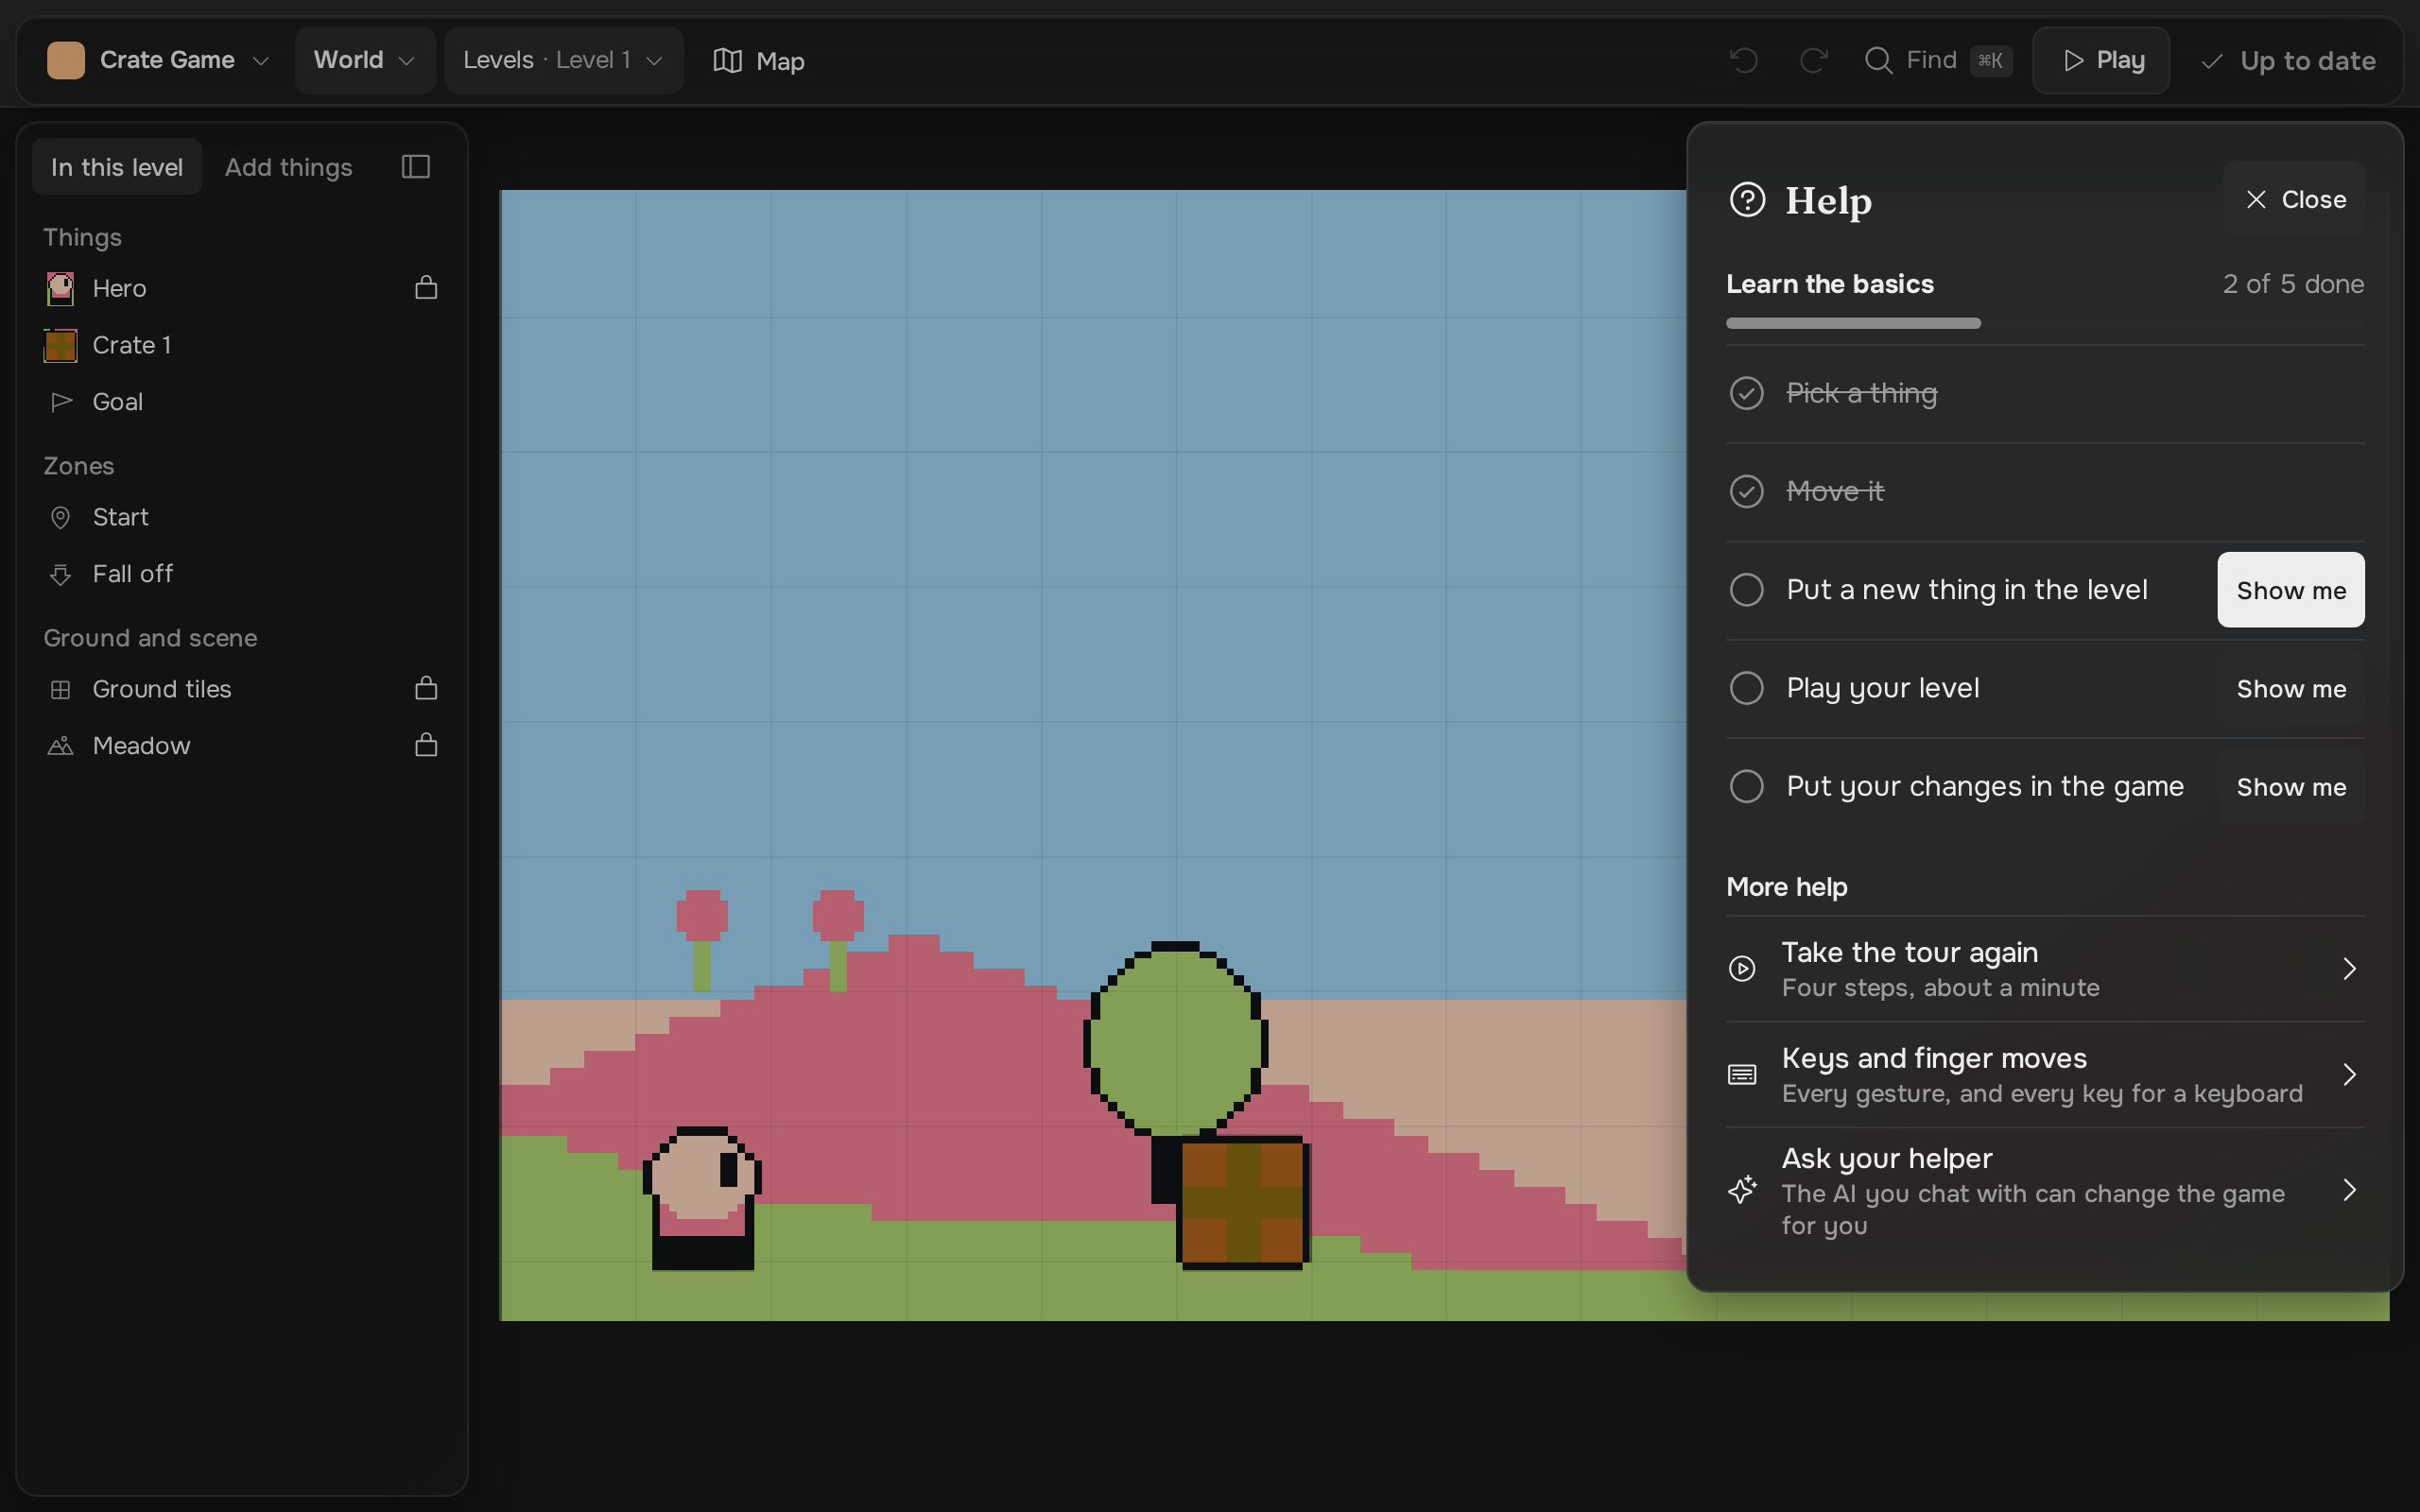 Crate Game
World
Levels · Level 1
Map
Find ⌘K
Play
Up to date
In this level
Add things
Things
Hero
Crate 1
Goal
Zones
Start
Fall off
Ground and scene
Ground tiles
Meadow
Help
Close
Learn the basics
2 of 5 done
Pick a thing
Move it
Put a new thing in the level
Show me
Play your level
Show me
Put your changes in the game
Show me
More help
Take the tour again
Four steps, about a minute
Keys and finger moves
Every gesture, and every key for a keyboard
Ask your helper
The AI you chat with can change the game
for you